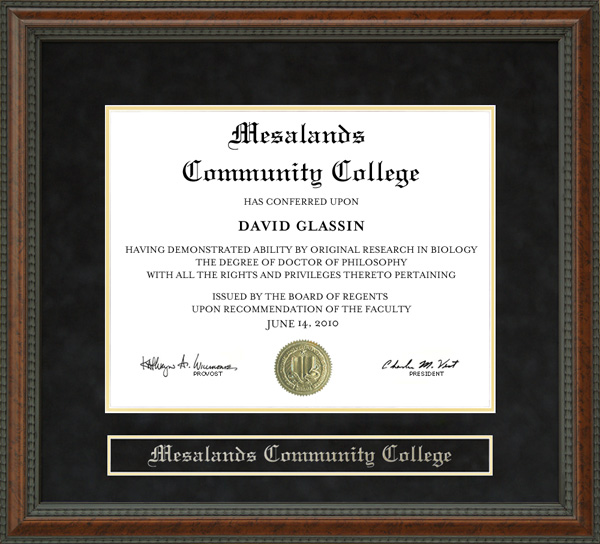 Mesalands
Community College
HAS CONFERRED UPON
DAVID GLASSIN
HAVING DEMONSTRATED ABILITY BY ORIGINAL RESEARCH IN BIOLOGY
THE DEGREE OF DOCTOR OF PHILOSOPHY
WITH ALL THE RIGHTS AND PRIVILEGES THERETO PERTAINING
ISSUED BY THE BOARD OF REGENTS
UPON RECOMMENDATION OF THE FACULTY
JUNE 14, 2010
PROVOST
Charles M. Vest
PRESIDENT
Mesalands Community College